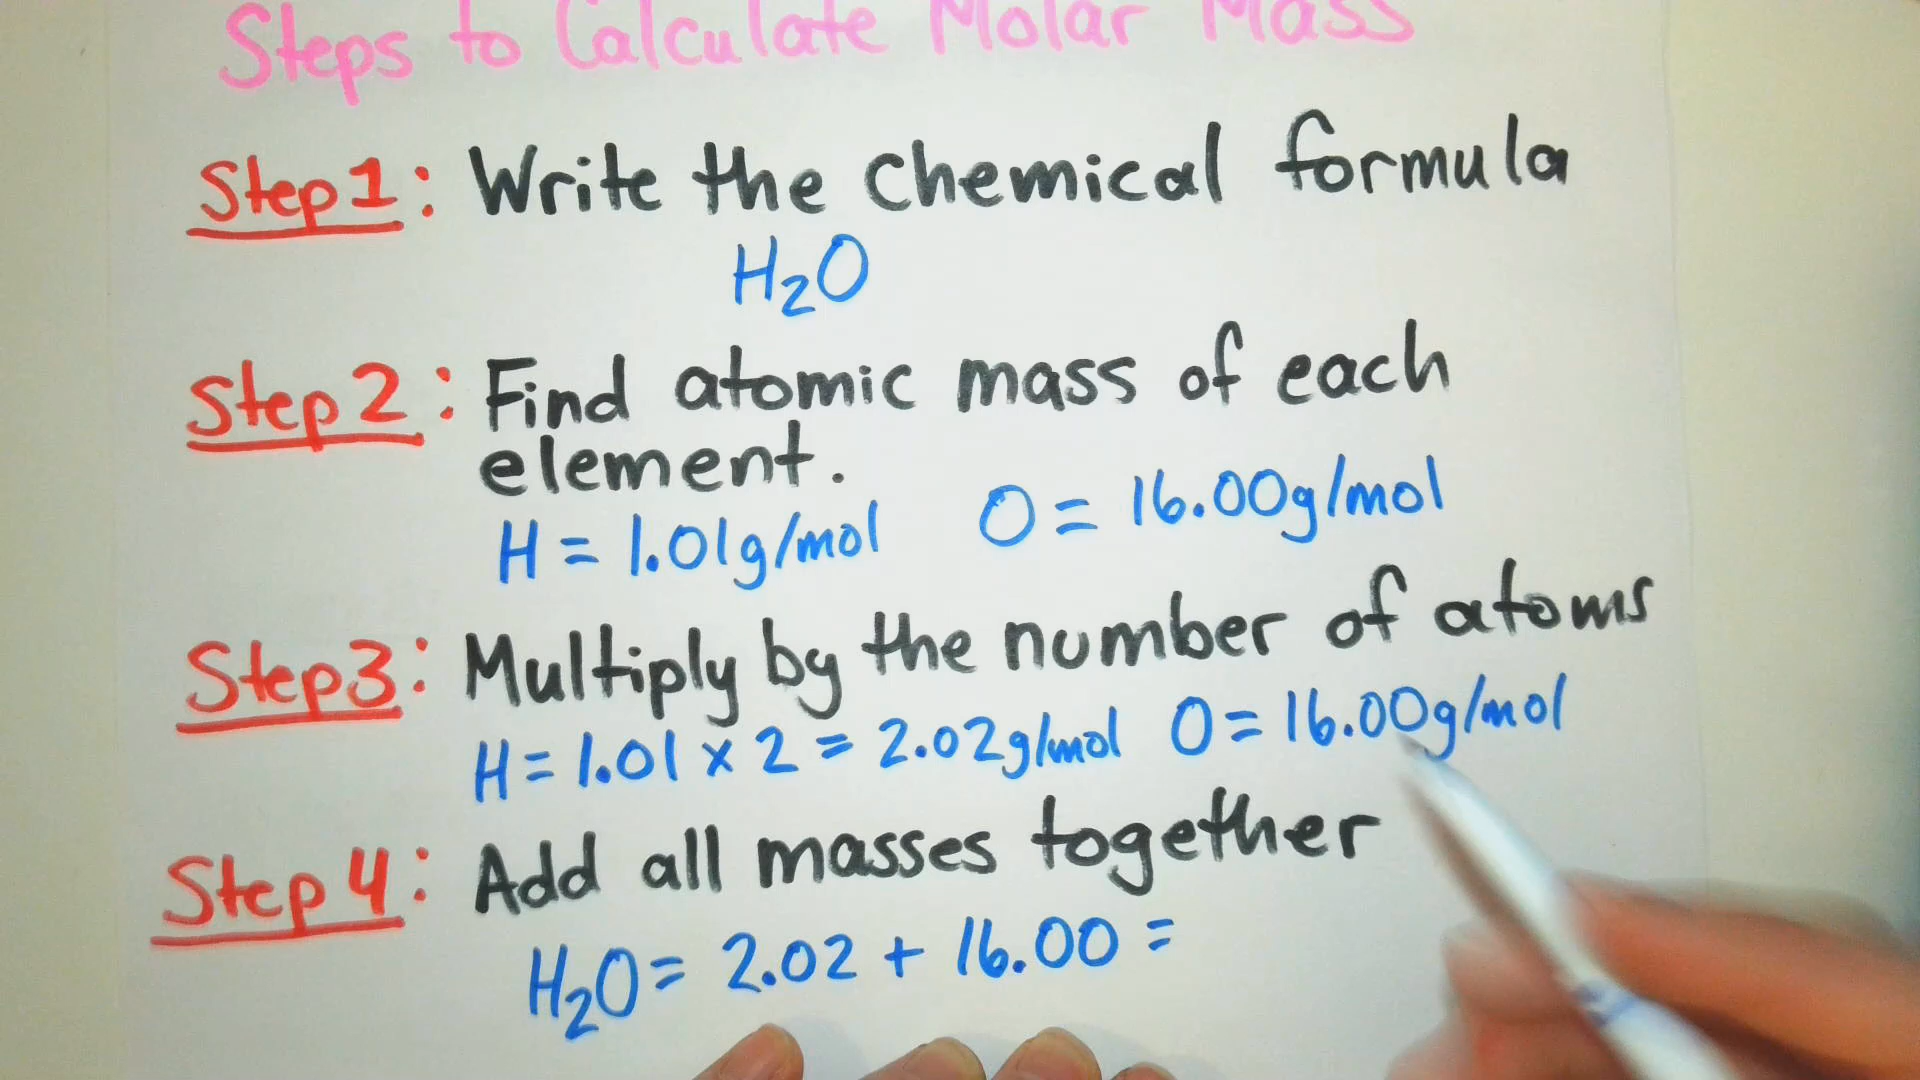 Steps to Calculate Molar Mass
Step 1: Write the chemical formula
H₂O
Step 2: Find atomic mass of each
element.
H = 1.01g/mol O = 16.00g/mol
Step 3: Multiply by the number of atoms
H = 1.01 x 2 = 2.02g/mol O = 16.00g/mol
Step 4: Add all masses together
H₂O = 2.02 + 16.00 =